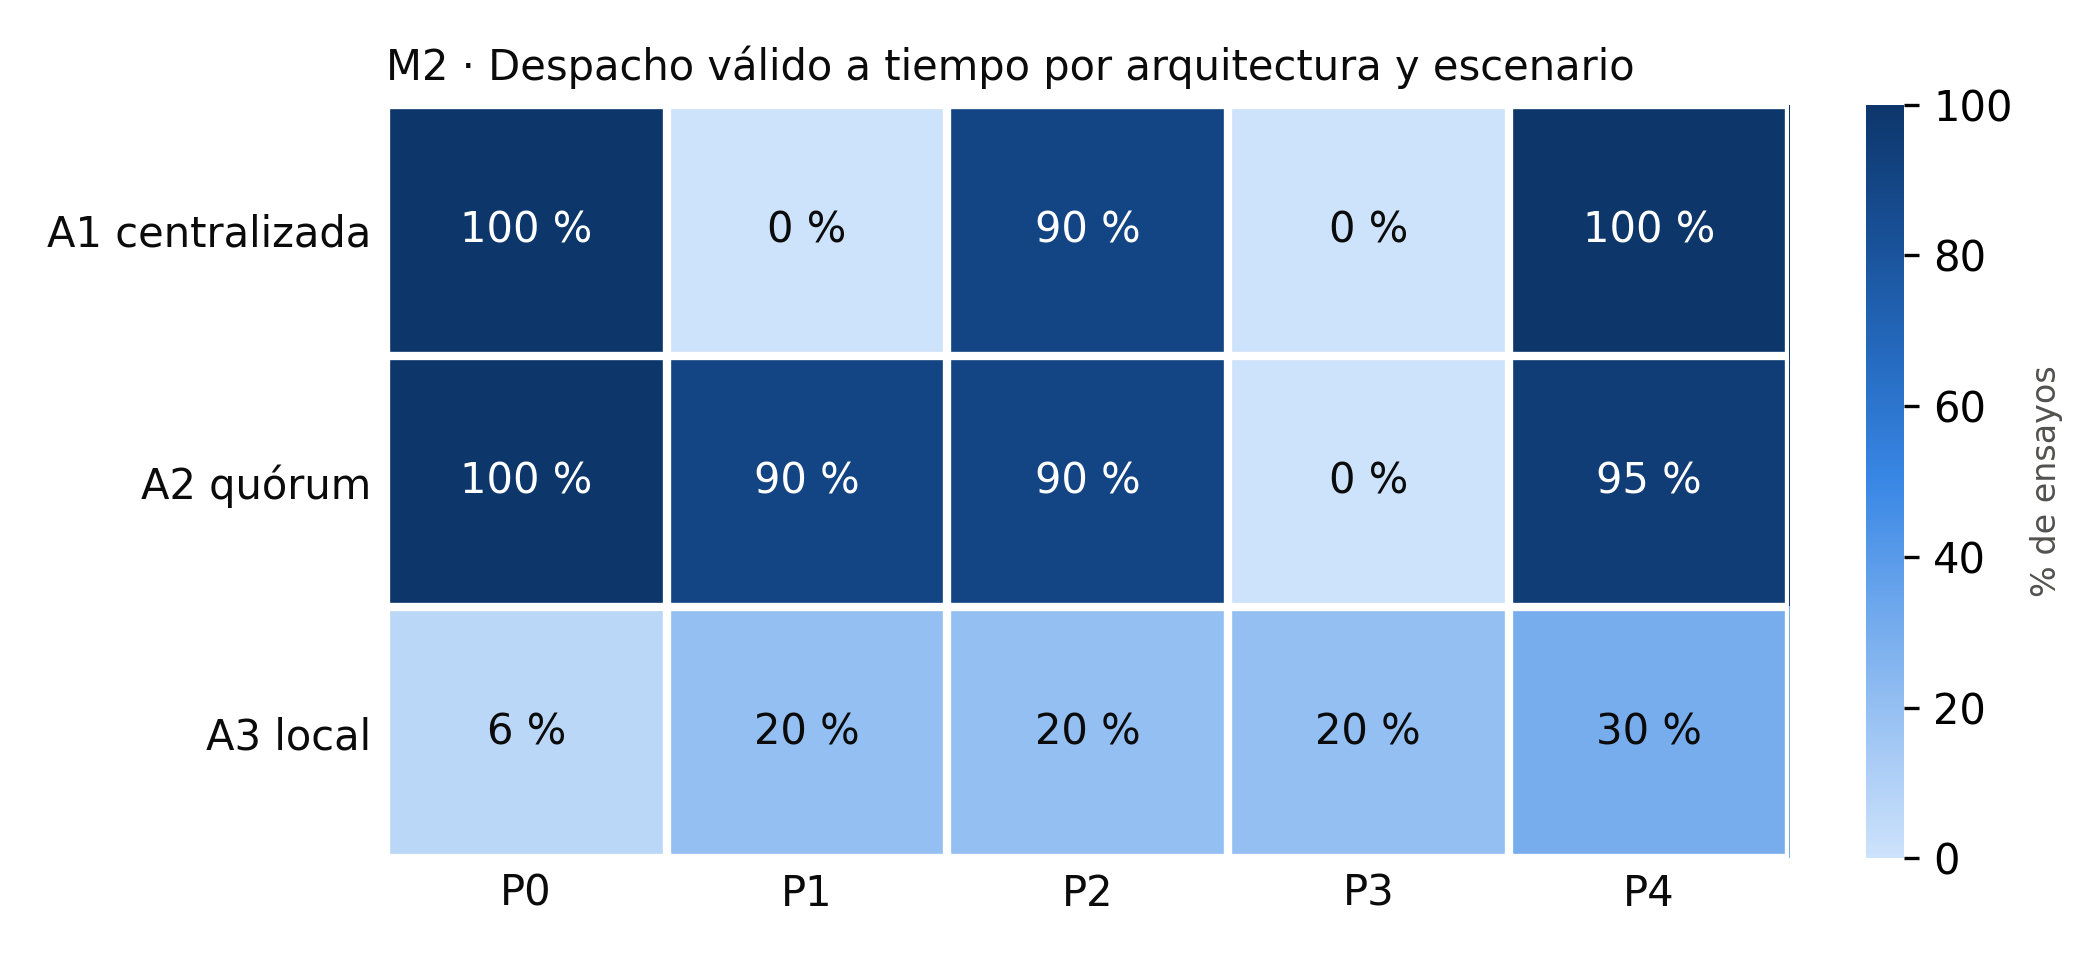 M2 · Despacho válido a tiempo por arquitectura y escenario
A1 centralizada 100 % 0 % 90 % 0 % 100 %
A2 quórum 100 % 90 % 90 % 0 % 95 %
A3 local 6 % 20 % 20 % 20 % 30 %
P0 P1 P2 P3 P4
100
80
60
40
20
0
% de ensayos